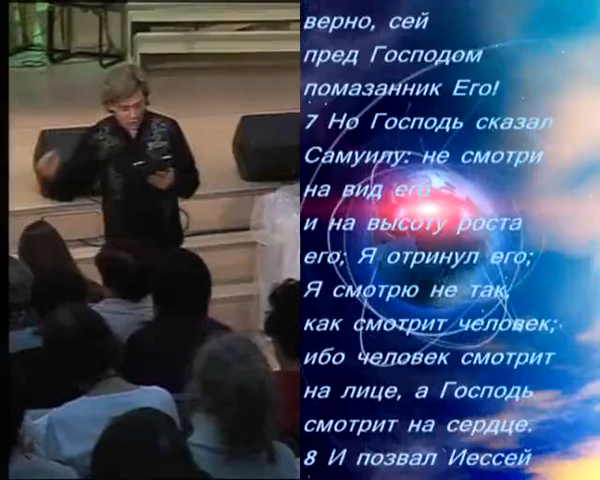 верно, сей
пред Господом
помазанник Его!
7 Но Господь сказал
Самуилу: не смотри
на вид его
и на высоту роста
его; Я отринул его;
Я смотрю не так,
как смотрит человек;
ибо человек смотрит
на лице, а Господь
смотрит на сердце.
8 И позвал Иессей